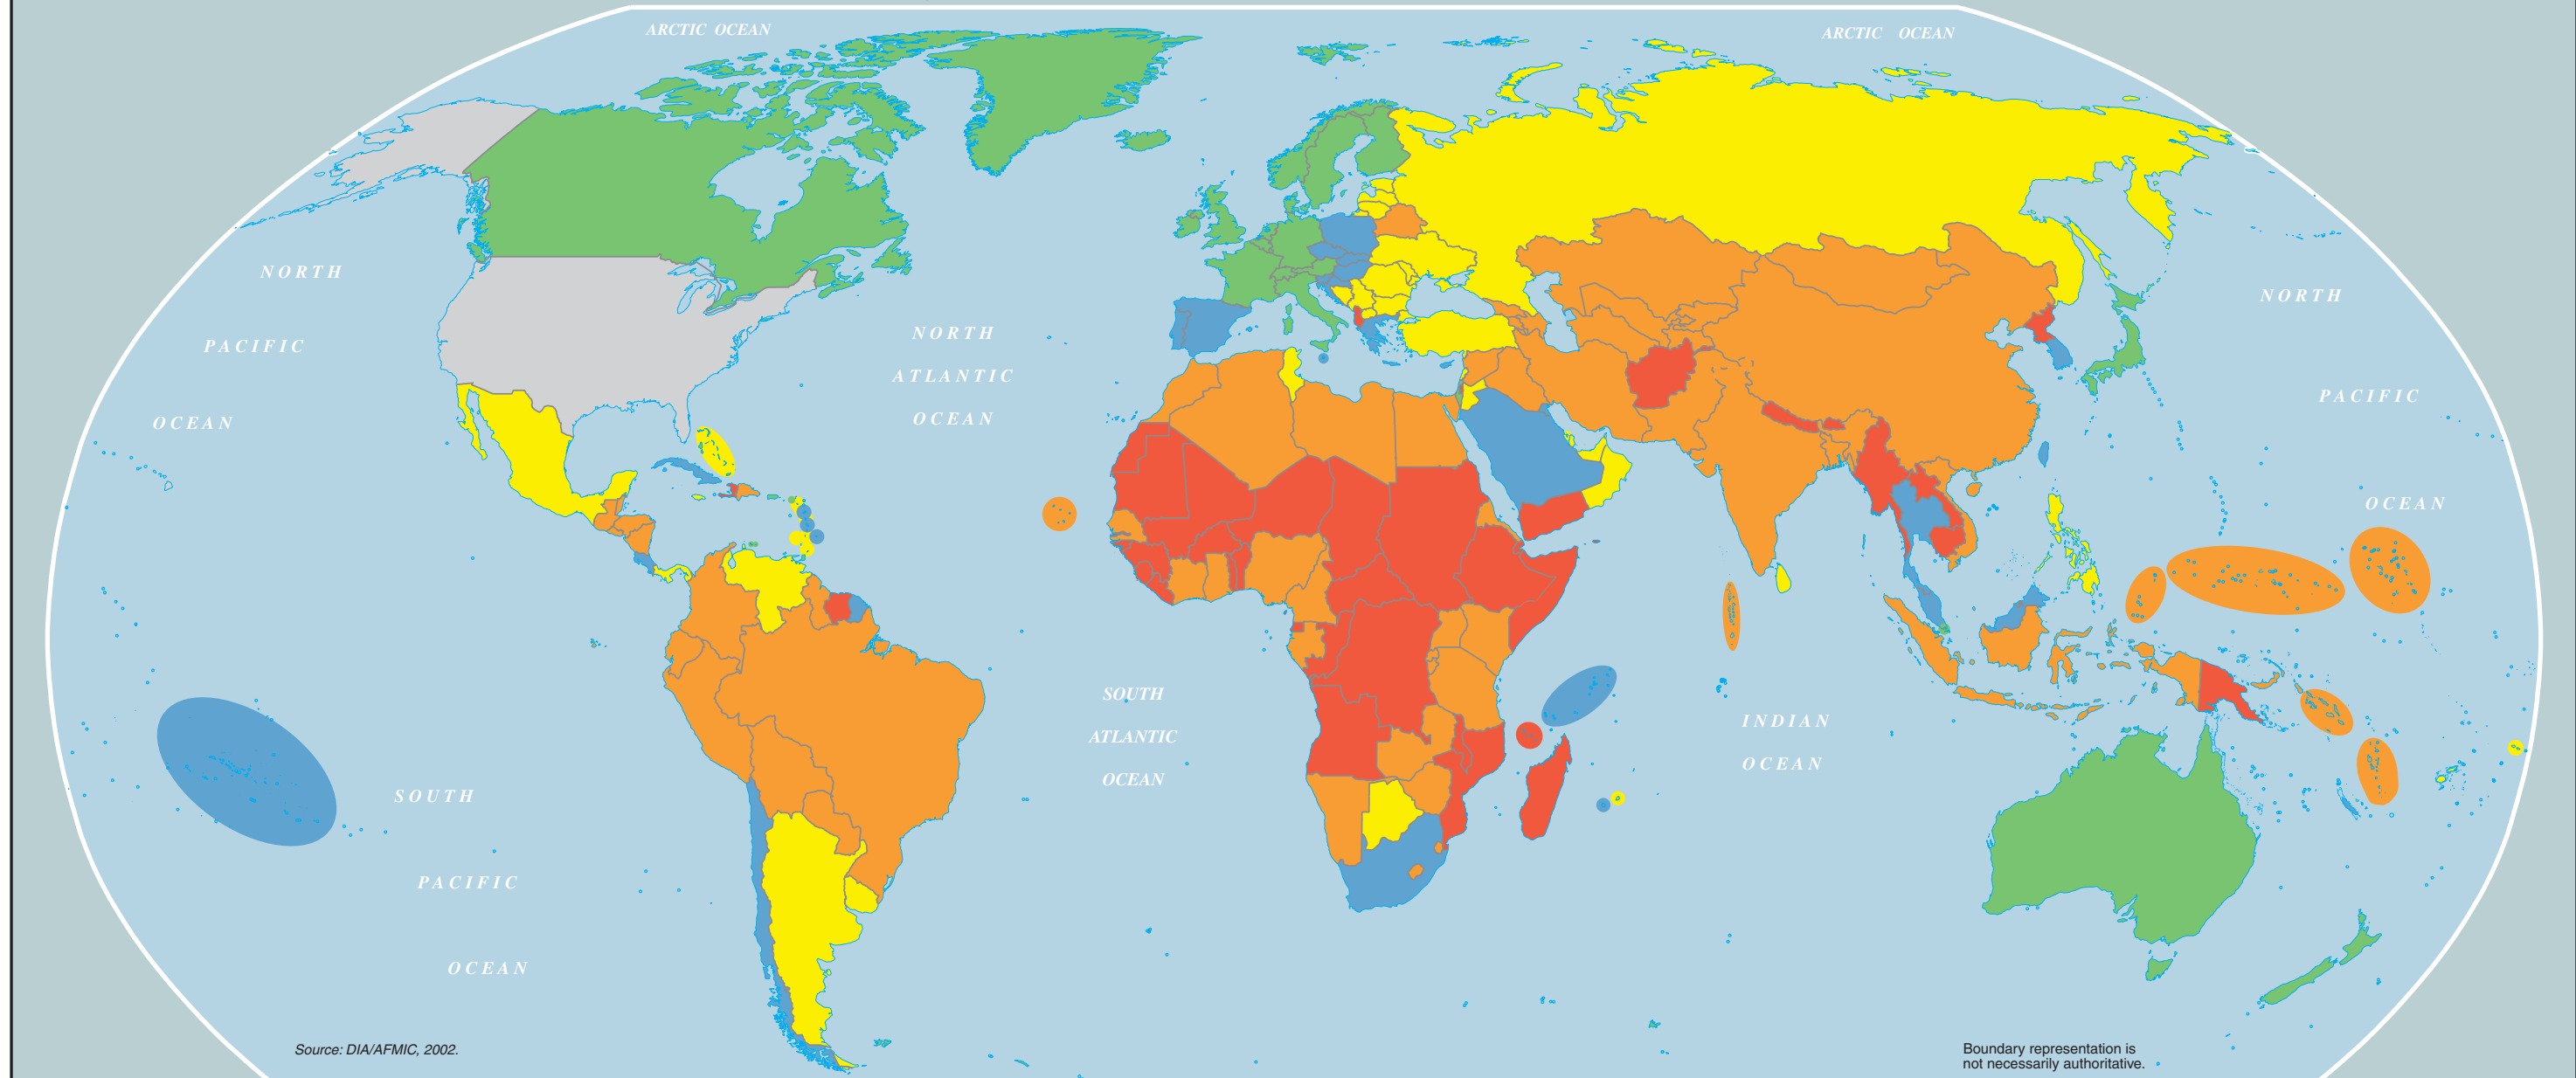 ARCTIC OCEAN
ARCTIC OCEAN
NORTH
PACIFIC
OCEAN
NORTH
ATLANTIC
OCEAN
NORTH
PACIFIC
OCEAN
SOUTH
ATLANTIC
OCEAN
INDIAN
OCEAN
SOUTH
PACIFIC
OCEAN
Source: DIA/AFMIC, 2002.
Boundary representation is
not necessarily authoritative.